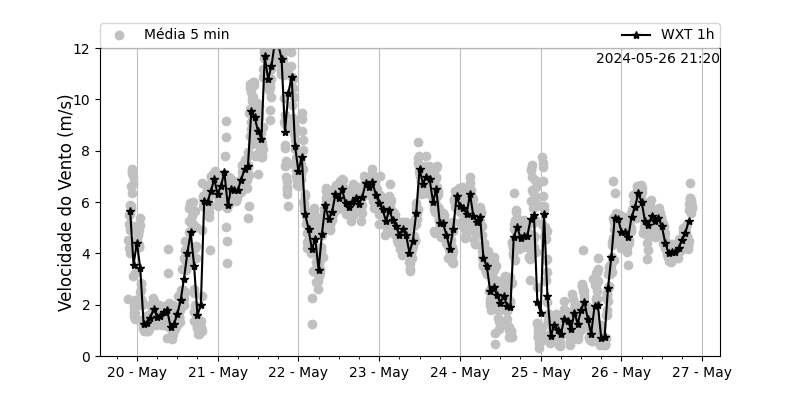 Média 5 min
WXT 1h
2024-05-26 21:20
Velocidade do Vento (m/s)
12
10
8
6
4
2
0
20 - May
21 - May
22 - May
23 - May
24 - May
25 - May
26 - May
27 - May